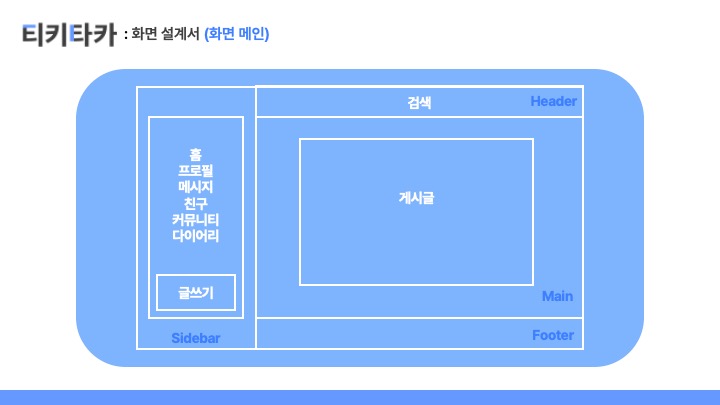 티키타카 : 화면 설계서 (화면 메인)
검색
Header
홈
프로필
메시지
친구
커뮤니티
다이어리
글쓰기
Sidebar
게시글
Main
Footer